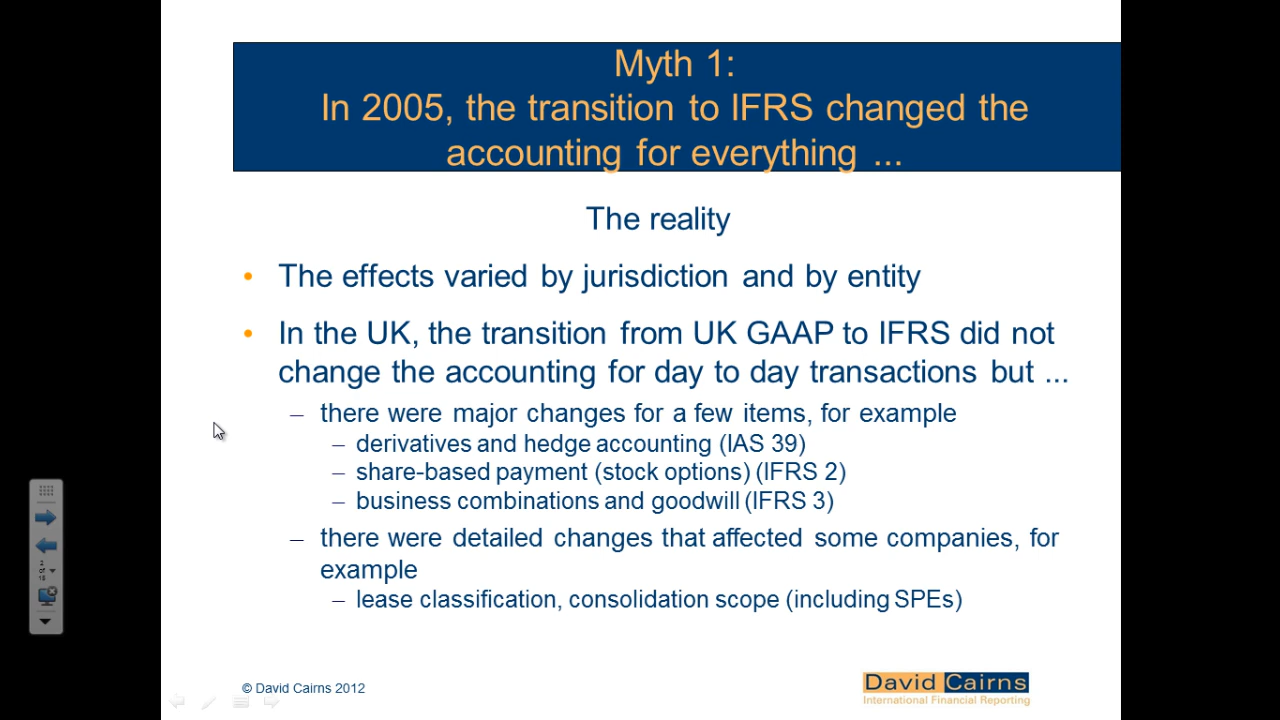 Myth 1:
In 2005, the transition to IFRS changed the
accounting for everything ...
The reality
• The effects varied by jurisdiction and by entity
• In the UK, the transition from UK GAAP to IFRS did not
change the accounting for day to day transactions but ...
– there were major changes for a few items, for example
– derivatives and hedge accounting (IAS 39)
– share-based payment (stock options) (IFRS 2)
– business combinations and goodwill (IFRS 3)
– there were detailed changes that affected some companies, for
example
– lease classification, consolidation scope (including SPEs)
© David Cairns 2012
David Cairns
International Financial Reporting